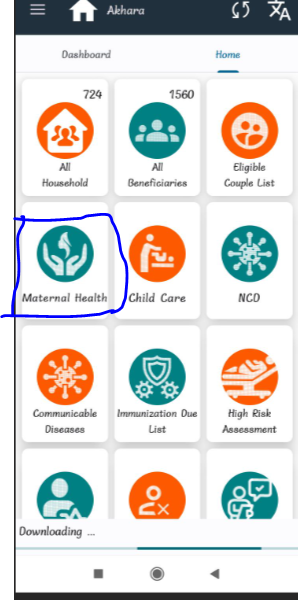 Akhara
Dashboard Home
724
All
Household
1560
All
Beneficiaries
Eligible
Couple List
Maternal Health
Child Care
NCD
Communicable
Diseases
Immunization Due
List
High Risk
Assessment
Downloading ...